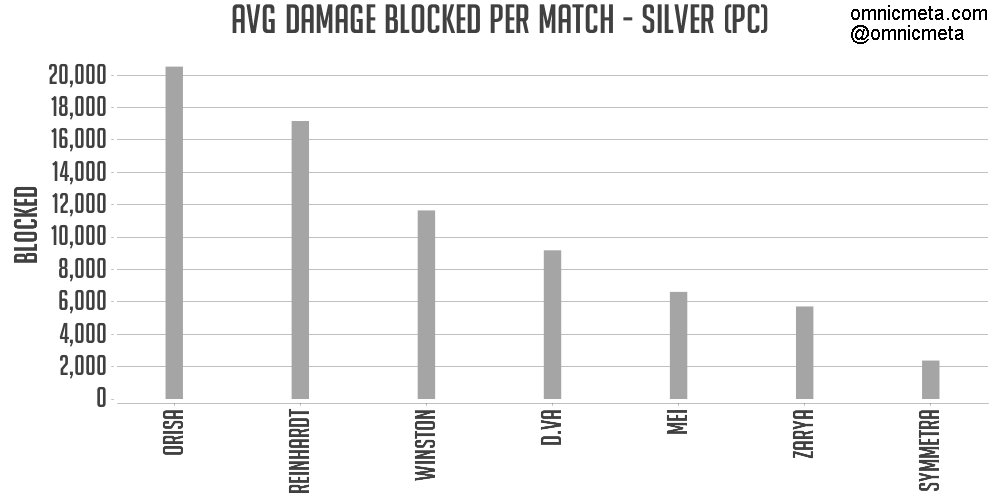 AVG DAMAGE BLOCKED PER MATCH - SILVER (PC)
omnicmeta.com
@omnicmeta
BLOCKED
20,000
18,000
16,000
14,000
12,000
10,000
8,000
6,000
4,000
2,000
0
ORISA
REINHARDT
WINSTON
D.VA
MEI
ZARYA
SYMMETRA